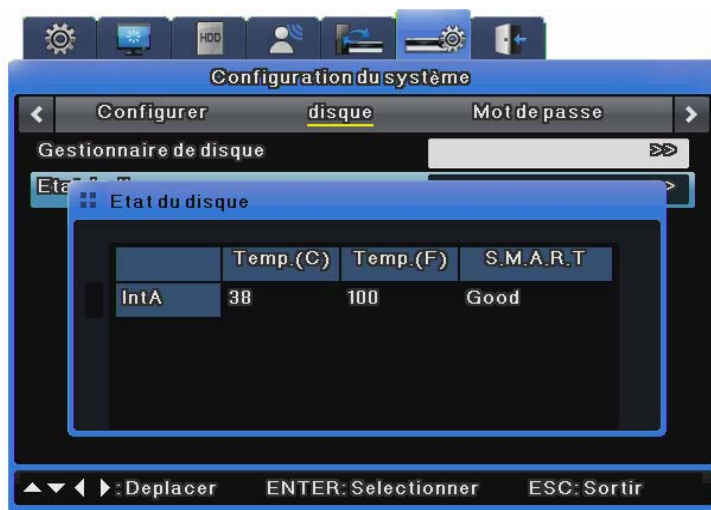 HDD
Configuration du système
Configurer disque Mot de passe
Gestionnaire de disque
Etat du disque
Temp.(C) Temp.(F) S.M.A.R.T
IntA 38 100 Good
:Deplacer ENTER:Selectionner ESC:Sortir